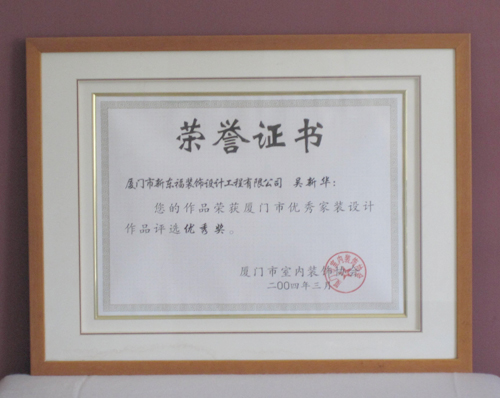 荣誉证书
厦门市新东福装饰设计工程有限公司 吴新华:
您的作品荣获厦门市优秀家装设计
作品评选优秀奖。
厦门市室内装饰协会
二00四年三月